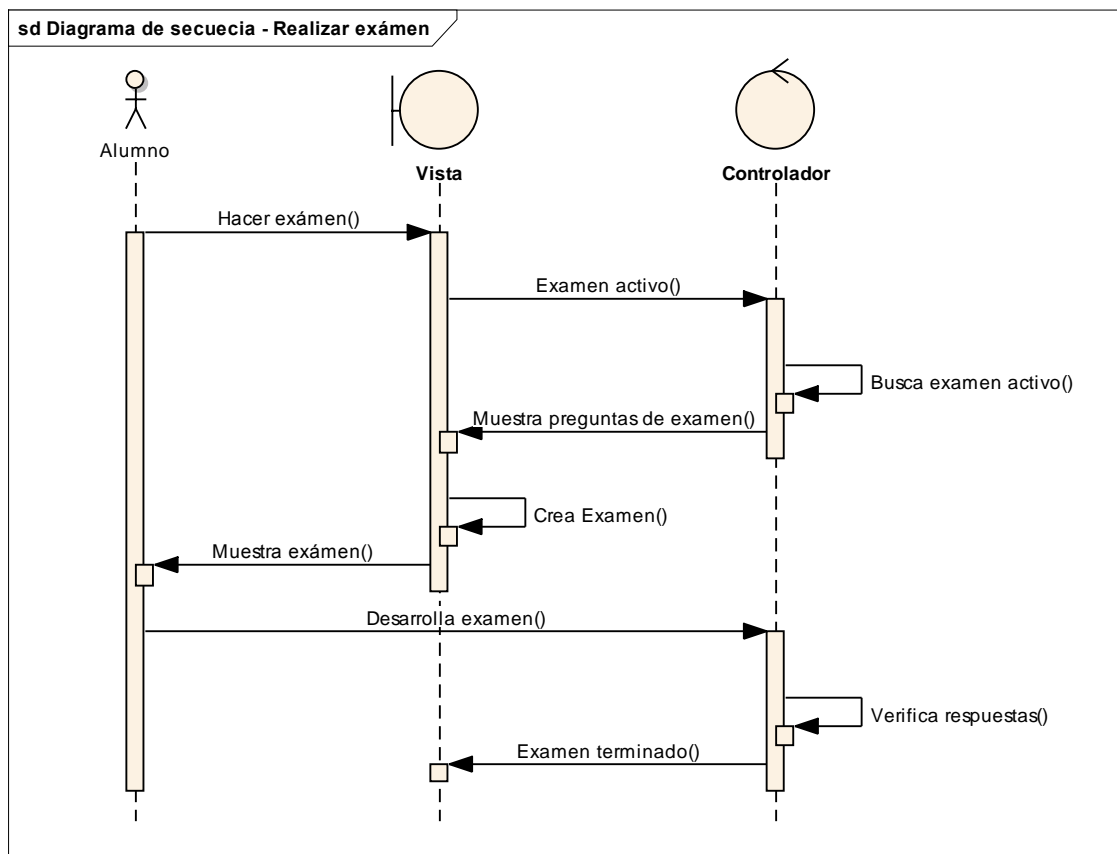 sd Diagrama de secuecia - Realizar exámen
Alumno
Vista
Controlador
Hacer exámen()
Examen activo()
Busca examen activo()
Muestra preguntas de examen()
Crea Examen()
Muestra exámen()
Desarrolla examen()
Verifica respuestas()
Examen terminado()